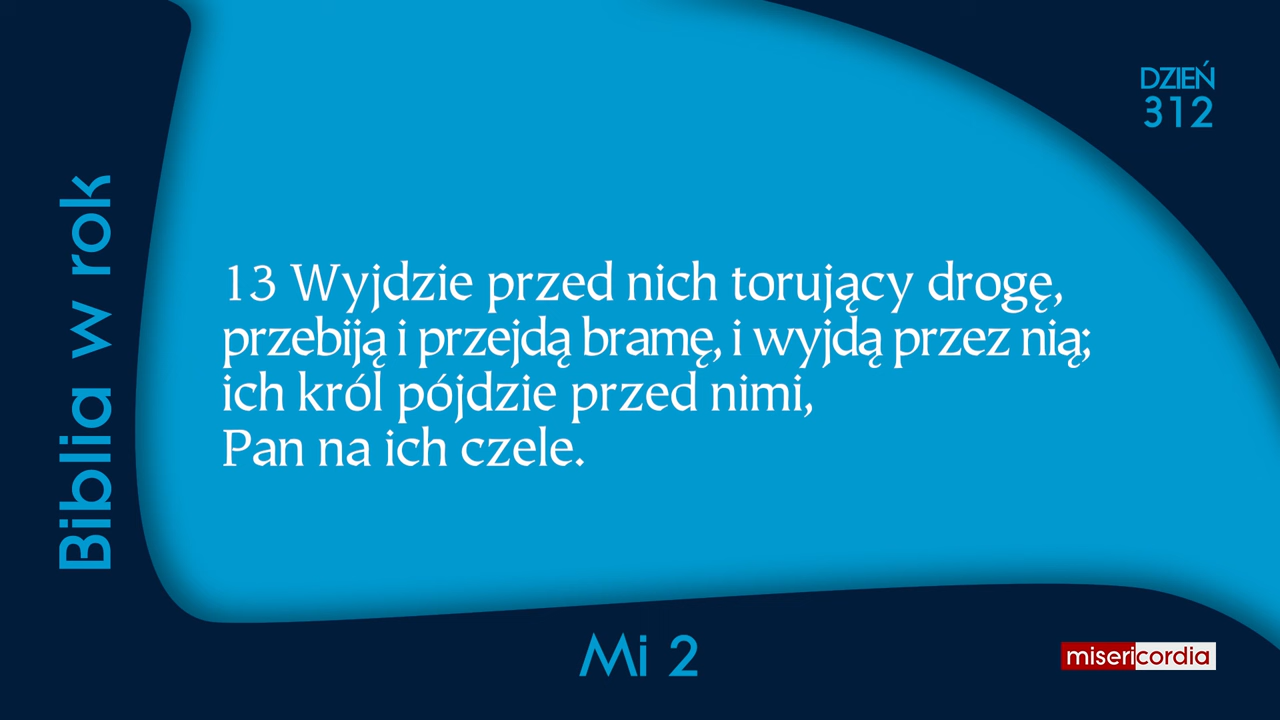 DZIEŃ
312
Biblia w rok
13 Wyjdzie przed nich torujący drogę,
przebiją i przejdą bramę, i wyjdą przez nią;
ich król pójdzie przed nimi,
Pan na ich czele.
Mi 2
misericordia